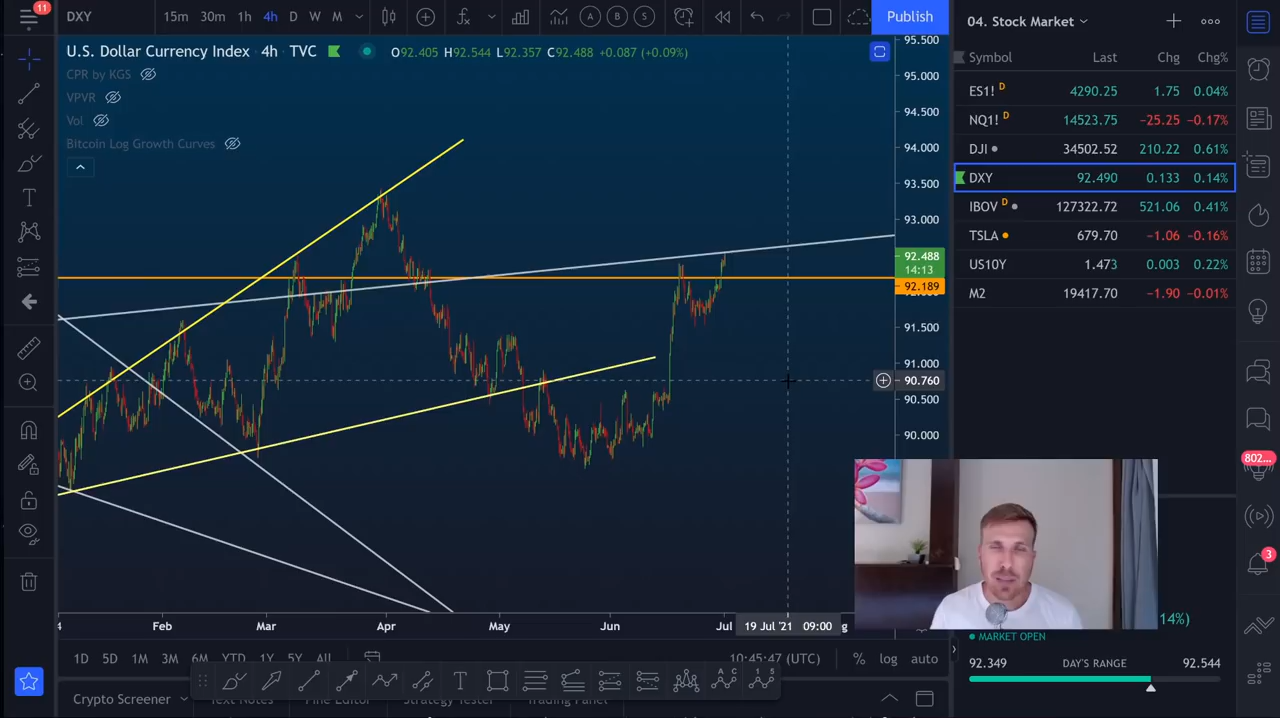 11
DXY
15m 30m 1h 4h D W M
A B S
Publish
04. Stock Market
U.S. Dollar Currency Index • 4h • TVC
O92.405 H92.544 L92.357 C92.488 +0.087 (+0.09%)
CPR by KGS
VPVR
Vol
Bitcoin Log Growth Curves
95.500
95.000
94.500
94.000
93.500
93.000
92.488
14:13
92.189
91.500
91.000
90.760
90.500
90.000
Feb Mar Apr May Jun Jul
19 Jul '21 09:00
Symbol Last Chg Chg%
ES1! D 4290.25 1.75 0.04%
NQ1! D 14523.75 −25.25 −0.17%
DJI 34502.52 210.22 0.61%
DXY 92.490 0.133 0.14%
IBOV D 127322.72 521.06 0.41%
TSLA 679.70 −1.06 −0.16%
US10Y 1.473 0.003 0.22%
M2 19417.70 −1.90 −0.01%
802...
3
14%)
MARKET OPEN
92.349 DAY'S RANGE 92.544
1D 5D 1M 3M 6M YTD 1Y 5Y All
10:45:47 (UTC) % log auto
Crypto Screener Text Notes Pine Editor Strategy Tester Trading Panel